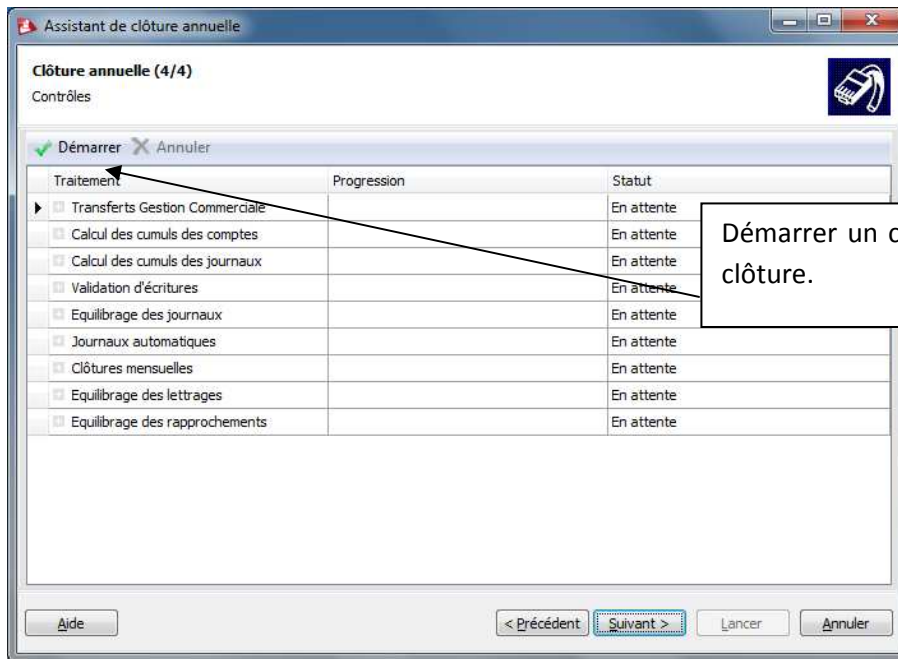 Assistant de clôture annuelle
Clôture annuelle (4/4)
Contrôles
Démarrer Annuler
Traitement Progression Statut
Transferts Gestion Commerciale En attente
Calcul des cumuls des comptes En attente
Calcul des cumuls des journaux En attente
Validation d'écritures En attente
Equilibrage des journaux En attente
Journaux automatiques En attente
Clôtures mensuelles En attente
Equilibrage des lettrages En attente
Equilibrage des rapprochements En attente
Démarrer un
clôture.
Aide < Précédent Suivant > Lancer Annuler